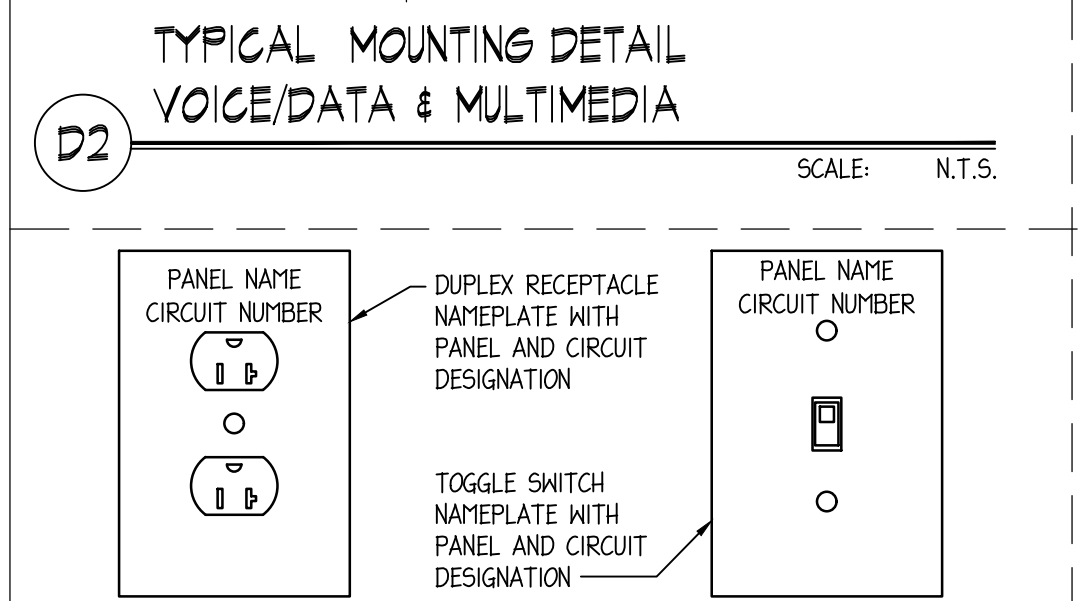 TYPICAL MOUNTING DETAIL
VOICE/DATA & MULTIMEDIA
D2
SCALE: N.T.S.
PANEL NAME
CIRCUIT NUMBER
DUPLEX RECEPTACLE
NAMEPLATE WITH
PANEL AND CIRCUIT
DESIGNATION
PANEL NAME
CIRCUIT NUMBER
TOGGLE SWITCH
NAMEPLATE WITH
PANEL AND CIRCUIT
DESIGNATION